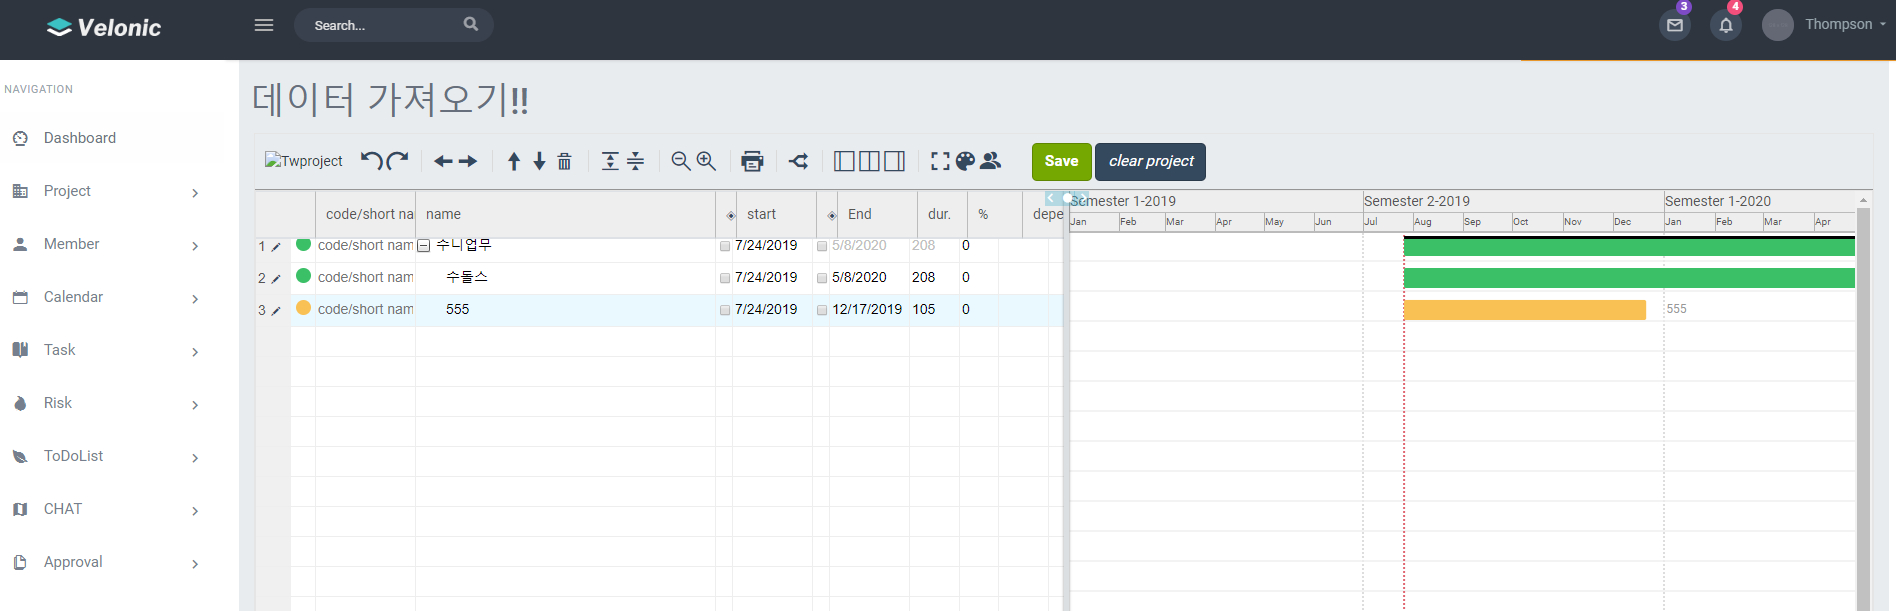 Velonic
Search...
3
4
Thompson
NAVIGATION
Dashboard
Project
Member
Calendar
Task
Risk
ToDoList
CHAT
Approval
데이터 가져오기!!
Twproject
Save
clear project
code/short na
name
start
End
dur.
%
depe
1
code/short nam
수니업무
7/24/2019
5/8/2020
208
0
2
code/short nam
수돌스
7/24/2019
5/8/2020
208
0
3
code/short nam
555
7/24/2019
12/17/2019
105
0
Semester 1-2019
Semester 2-2019
Semester 1-2020
Jan Feb Mar Apr May Jun Jul Aug Sep Oct Nov Dec Jan Feb Mar Apr
555